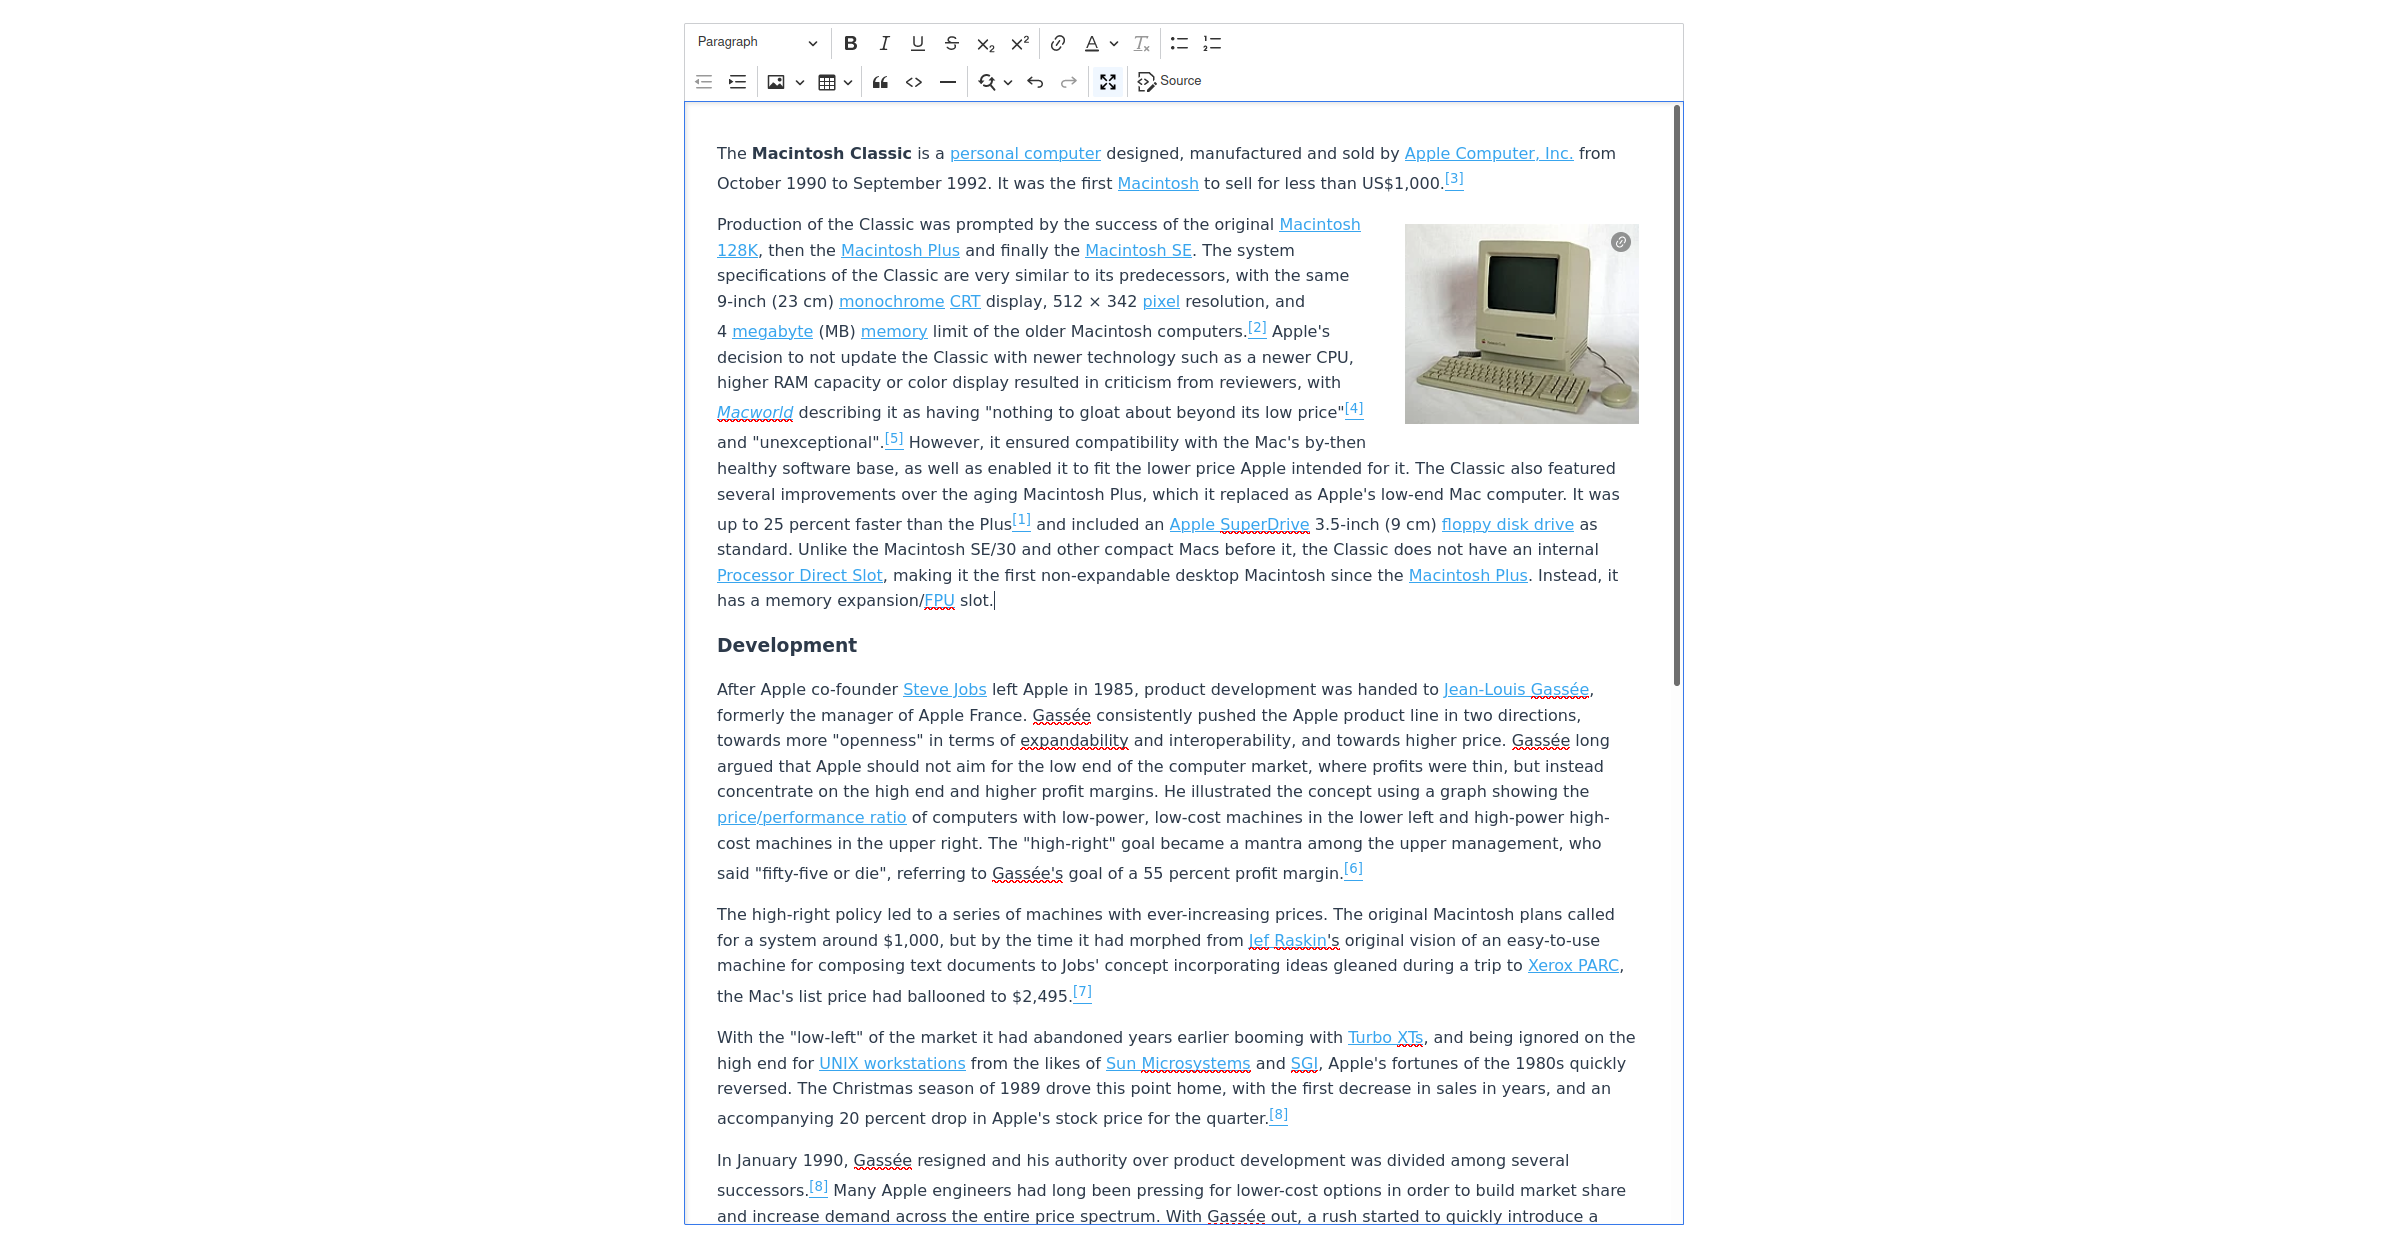 Paragraph
Source
The Macintosh Classic is a personal computer designed, manufactured and sold by Apple Computer, Inc. from
October 1990 to September 1992. It was the first Macintosh to sell for less than US$1,000.[3]
Production of the Classic was prompted by the success of the original Macintosh
128K, then the Macintosh Plus and finally the Macintosh SE. The system
specifications of the Classic are very similar to its predecessors, with the same
9-inch (23 cm) monochrome CRT display, 512 × 342 pixel resolution, and
4 megabyte (MB) memory limit of the older Macintosh computers.[2] Apple's
decision to not update the Classic with newer technology such as a newer CPU,
higher RAM capacity or color display resulted in criticism from reviewers, with
Macworld describing it as having "nothing to gloat about beyond its low price"[4]
and "unexceptional".[5] However, it ensured compatibility with the Mac's by-then
healthy software base, as well as enabled it to fit the lower price Apple intended for it. The Classic also featured
several improvements over the aging Macintosh Plus, which it replaced as Apple's low-end Mac computer. It was
up to 25 percent faster than the Plus[1] and included an Apple SuperDrive 3.5-inch (9 cm) floppy disk drive as
standard. Unlike the Macintosh SE/30 and other compact Macs before it, the Classic does not have an internal
Processor Direct Slot, making it the first non-expandable desktop Macintosh since the Macintosh Plus. Instead, it
has a memory expansion/FPU slot.
Development
After Apple co-founder Steve Jobs left Apple in 1985, product development was handed to Jean-Louis Gassée,
formerly the manager of Apple France. Gassée consistently pushed the Apple product line in two directions,
towards more "openness" in terms of expandability and interoperability, and towards higher price. Gassée long
argued that Apple should not aim for the low end of the computer market, where profits were thin, but instead
concentrate on the high end and higher profit margins. He illustrated the concept using a graph showing the
price/performance ratio of computers with low-power, low-cost machines in the lower left and high-power high-
cost machines in the upper right. The "high-right" goal became a mantra among the upper management, who
said "fifty-five or die", referring to Gassée's goal of a 55 percent profit margin.[6]
The high-right policy led to a series of machines with ever-increasing prices. The original Macintosh plans called
for a system around $1,000, but by the time it had morphed from Jef Raskin's original vision of an easy-to-use
machine for composing text documents to Jobs' concept incorporating ideas gleaned during a trip to Xerox PARC,
the Mac's list price had ballooned to $2,495.[7]
With the "low-left" of the market it had abandoned years earlier booming with Turbo XTs, and being ignored on the
high end for UNIX workstations from the likes of Sun Microsystems and SGI, Apple's fortunes of the 1980s quickly
reversed. The Christmas season of 1989 drove this point home, with the first decrease in sales in years, and an
accompanying 20 percent drop in Apple's stock price for the quarter.[8]
In January 1990, Gassée resigned and his authority over product development was divided among several
successors.[8] Many Apple engineers had long been pressing for lower-cost options in order to build market share
and increase demand across the entire price spectrum. With Gassée out, a rush started to quickly introduce a